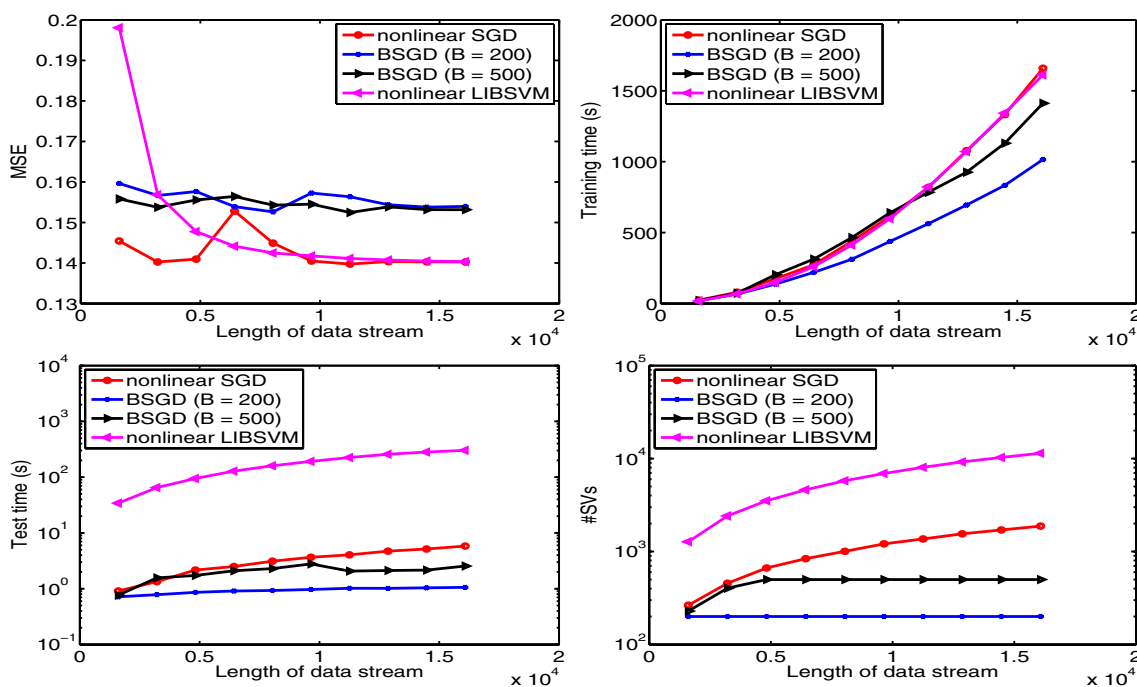 0.2
0.19
0.18
0.17
0.16
0.15
0.14
0.13
MSE
nonlinear SGD
BSGD (B = 200)
BSGD (B = 500)
nonlinear LIBSVM
0
0.5
1
1.5
2
Length of data stream
x 10^4
2000
1500
1000
500
0
Training time (s)
nonlinear SGD
BSGD (B = 200)
BSGD (B = 500)
nonlinear LIBSVM
0
0.5
1
1.5
2
Length of data stream
x 10^4
10^4
10^3
10^2
10^1
10^0
10^-1
Test time (s)
nonlinear SGD
BSGD (B = 200)
BSGD (B = 500)
nonlinear LIBSVM
0
0.5
1
1.5
2
Length of data stream
x 10^4
10^5
10^4
10^3
10^2
#SVs
nonlinear SGD
BSGD (B = 200)
BSGD (B = 500)
nonlinear LIBSVM
0
0.5
1
1.5
2
Length of data stream
x 10^4